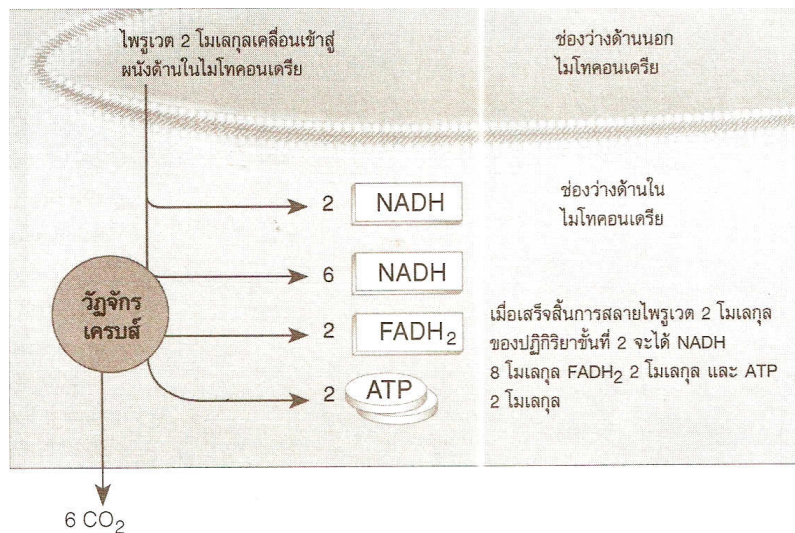 ไพรูเวต 2 โมเลกุลเคลื่อนเข้าสู่
ผนังด้านในไมโทคอนเดรีย
ช่องว่างด้านนอก
ไมโทคอนเดรีย
2 NADH
ช่องว่างด้านใน
ไมโทคอนเดรีย
6 NADH
วัฏจักร
เครบส์
2 FADH₂
2 ATP
เมื่อเสร็จสิ้นการสลายไพรูเวต 2 โมเลกุล
ของปฏิกิริยาขั้นที่ 2 จะได้ NADH
8 โมเลกุล FADH₂ 2 โมเลกุล และ ATP
2 โมเลกุล
6 CO₂